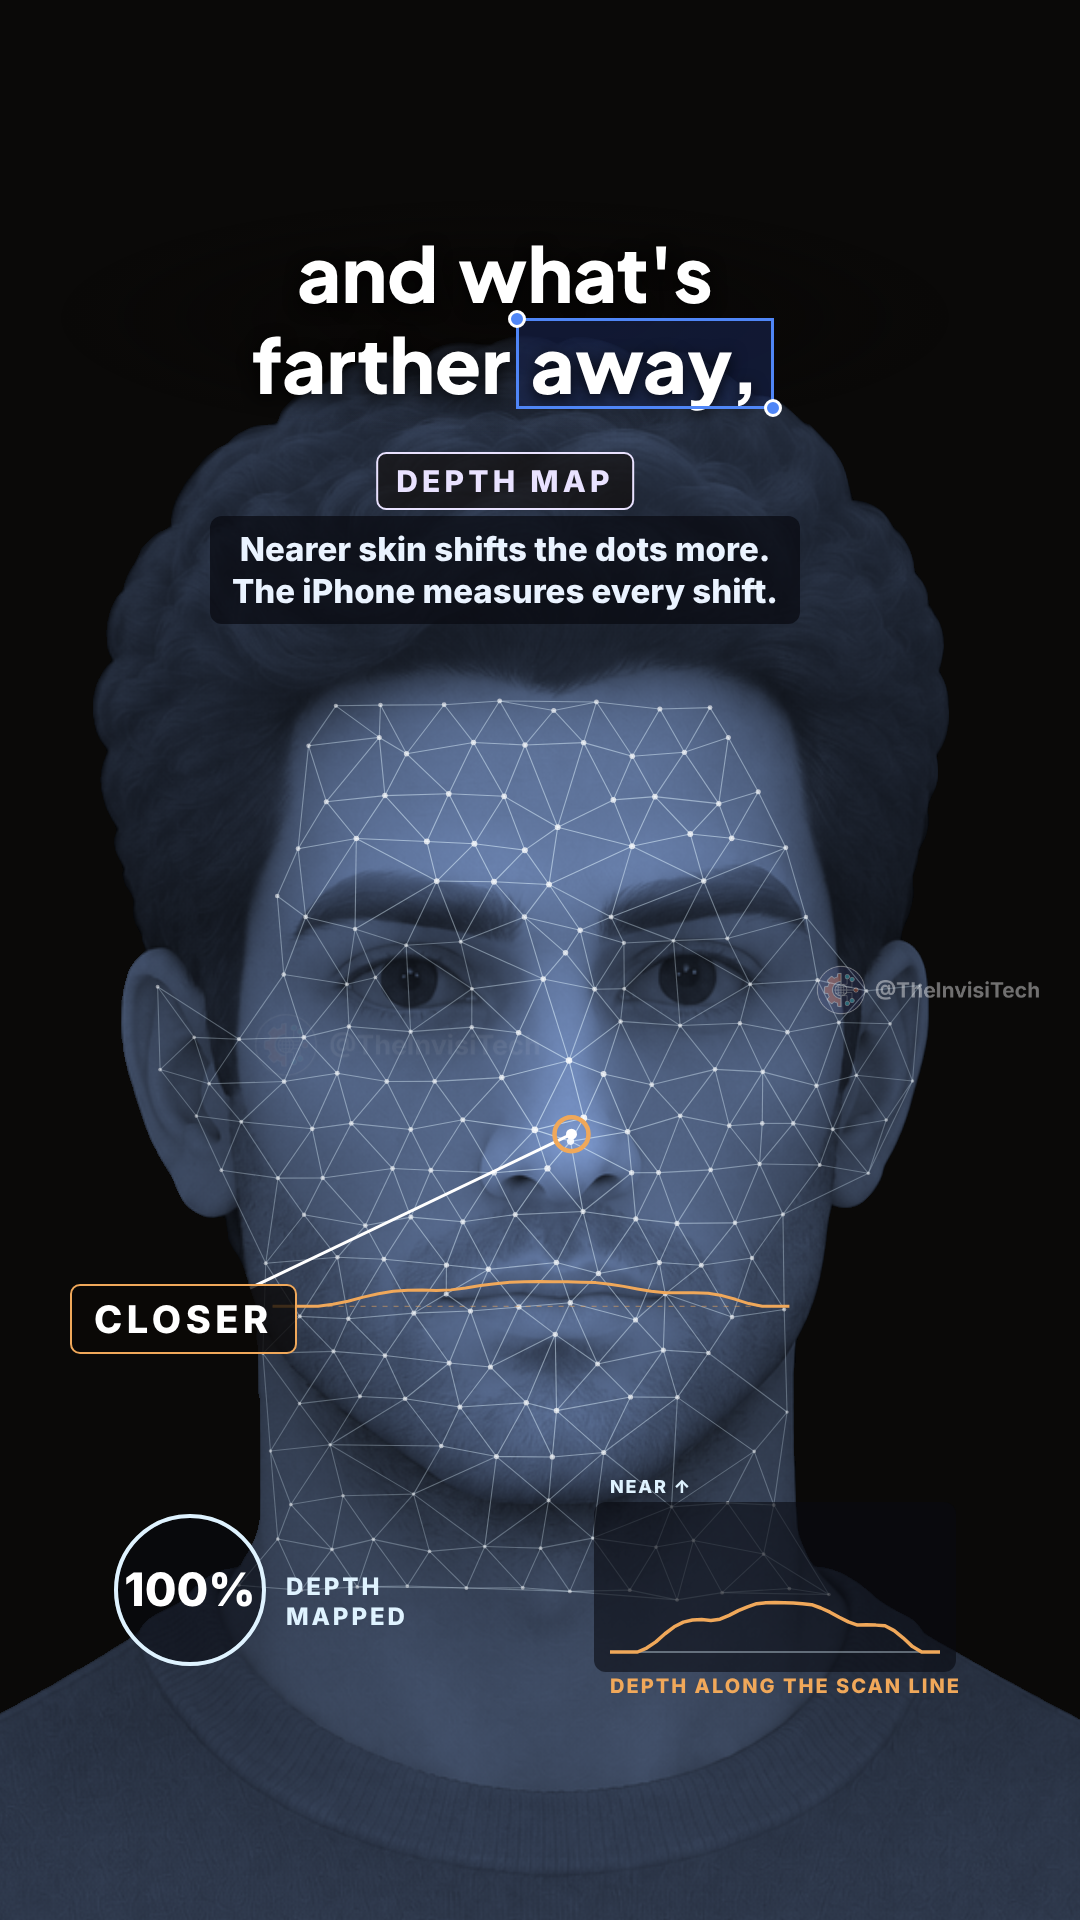 and what's
farther away,
DEPTH MAP
Nearer skin shifts the dots more.
The iPhone measures every shift.
@TheInvisiTech
@TheInvisiTech
CLOSER
NEAR ↑
100%
DEPTH
MAPPED
DEPTH ALONG THE SCAN LINE